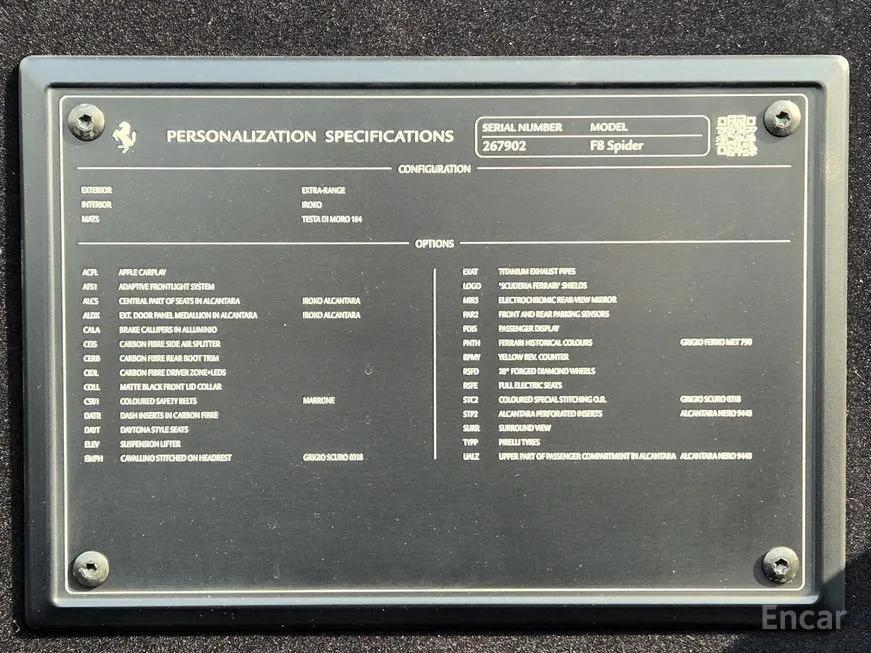 PERSONALIZATION SPECIFICATIONS
SERIAL NUMBER MODEL
267902 F8 Spider
CONFIGURATION
EXTERIOR EXTRA-RANGE
INTERIOR IROKO
MATS TESTA DI MORO 164
OPTIONS
ACPL APPLE CARPLAY
AFS1 ADAPTIVE FRONTLIGHT SYSTEM
ALCS CENTRAL PART OF SEATS IN ALCANTARA IROKO ALCANTARA
ALDX EXT. DOOR PANEL MEDALLION IN ALCANTARA IROKO ALCANTARA
CALA BRAKE CALLIPERS IN ALLUMINIO
CEIS CARBON FIBRE SIDE AIR SPLITTER
CERB CARBON FIBRE REAR BOOT TRIM
CIDL CARBON FIBRE DRIVER ZONE+LEDS
COLL MATTE BLACK FRONT LID COLLAR
CSB1 COLOURED SAFETY BELTS MARRONE
DATR DASH INSERTS IN CARBON FIBRE
DAYT DAYTONA STYLE SEATS
ELEV SUSPENSION LIFTER
EMPH CAVALLINO STITCHED ON HEADREST GRIGIO SCURO 0318
EXAT TITANIUM EXHAUST PIPES
LOGO 'SCUDERIA FERRARI' SHIELDS
MIR3 ELECTROCHROMIC REAR-VIEW MIRROR
PAR2 FRONT AND REAR PARKING SENSORS
PDIS PASSENGER DISPLAY
PNTH FERRARI HISTORICAL COLOURS GRIGIO FERRO MET 790
RPMY YELLOW REV. COUNTER
RSFD 20" FORGED DIAMOND WHEELS
RSFE FULL ELECTRIC SEATS
STC2 COLOURED SPECIAL STITCHING O.R. GRIGIO SCURO 0318
STP2 ALCANTARA PERFORATED INSERTS ALCANTARA NERO 9440
SURR SURROUND VIEW
TYPP PIRELLI TYRES
UALZ UPPER PART OF PASSENGER COMPARTMENT IN ALCANTARA ALCANTARA NERO 9440
Encar